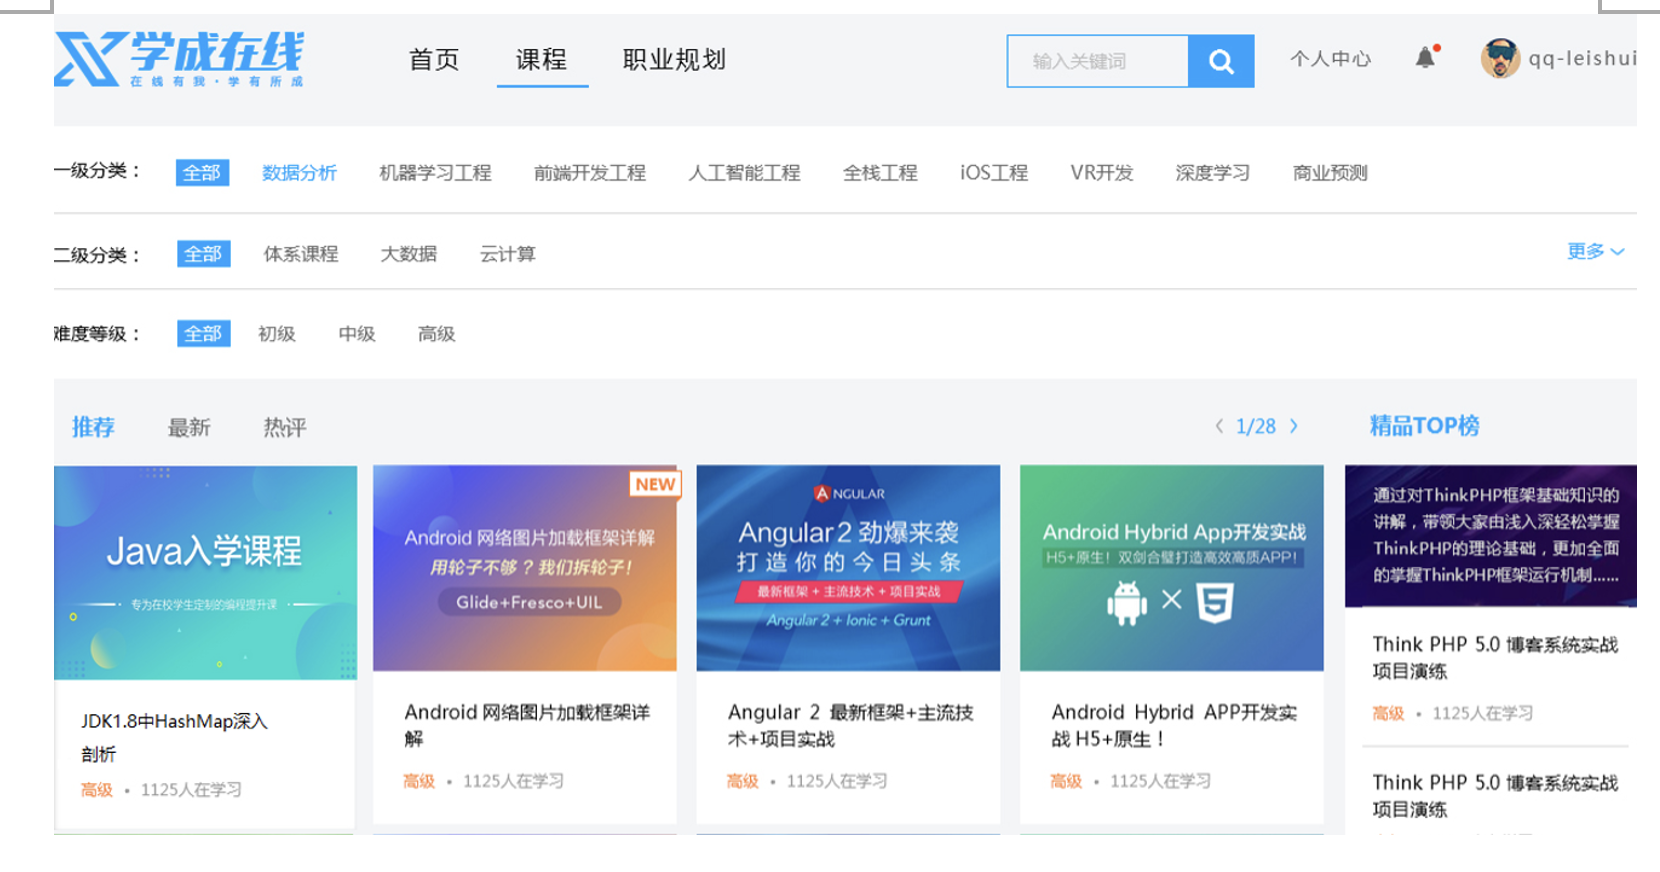 学成在线
在线有我·学有所成
首页 课程 职业规划
输入关键词
个人中心
qq-leishui
一级分类： 全部 数据分析 机器学习工程 前端开发工程 人工智能工程 全栈工程 iOS工程 VR开发 深度学习 商业预测
二级分类： 全部 体系课程 大数据 云计算 更多
难度等级： 全部 初级 中级 高级
推荐 最新 热评
1/28
精品TOP榜
Java入学课程
专为在校学生定制的编程提升课
JDK1.8中HashMap深入
剖析
高级 • 1125人在学习
NEW
Android 网络图片加载框架详解
用轮子不够？我们拆轮子！
Glide+Fresco+UIL
Android 网络图片加载框架详
解
高级 • 1125人在学习
ANGULAR
Angular2 劲爆来袭
打造你的今日头条
最新框架 + 主流技术 + 项目实战
Angular 2 + Ionic + Grunt
Angular 2 最新框架+主流技
术+项目实战
高级 • 1125人在学习
Android Hybrid App开发实战
H5+原生！双剑合璧打造高效高质APP！
Android Hybrid APP开发实
战 H5+原生！
高级 • 1125人在学习
通过对ThinkPHP框架基础知识的
讲解，带领大家由浅入深轻松掌握
ThinkPHP的理论基础，更加全面
的掌握ThinkPHP框架运行机制......
Think PHP 5.0 博客系统实战
项目演练
高级 • 1125人在学习
Think PHP 5.0 博客系统实战
项目演练